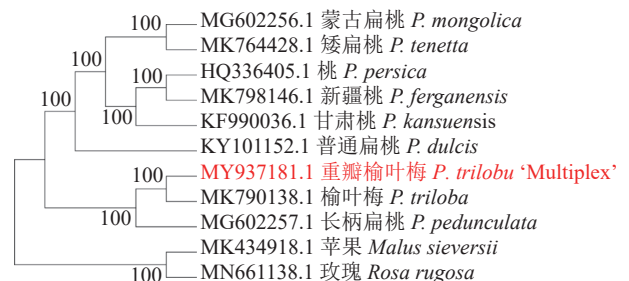 100 MG602256.1 蒙古扁桃 P. mongolica
MK764428.1 矮扁桃 P. tenetta
100
100 HQ336405.1 桃 P. persica
100 MK798146.1 新疆桃 P. ferganensis
100 KF990036.1 甘肃桃 P. kansuensis
KY101152.1 普通扁桃 P. dulcis
100 MY937181.1 重瓣榆叶梅 P. trilobu ‘Multiplex’
MK790138.1 榆叶梅 P. triloba
100 MG602257.1 长柄扁桃 P. pedunculata
MK434918.1 苹果 Malus sieversii
100 MN661138.1 玫瑰 Rosa rugosa